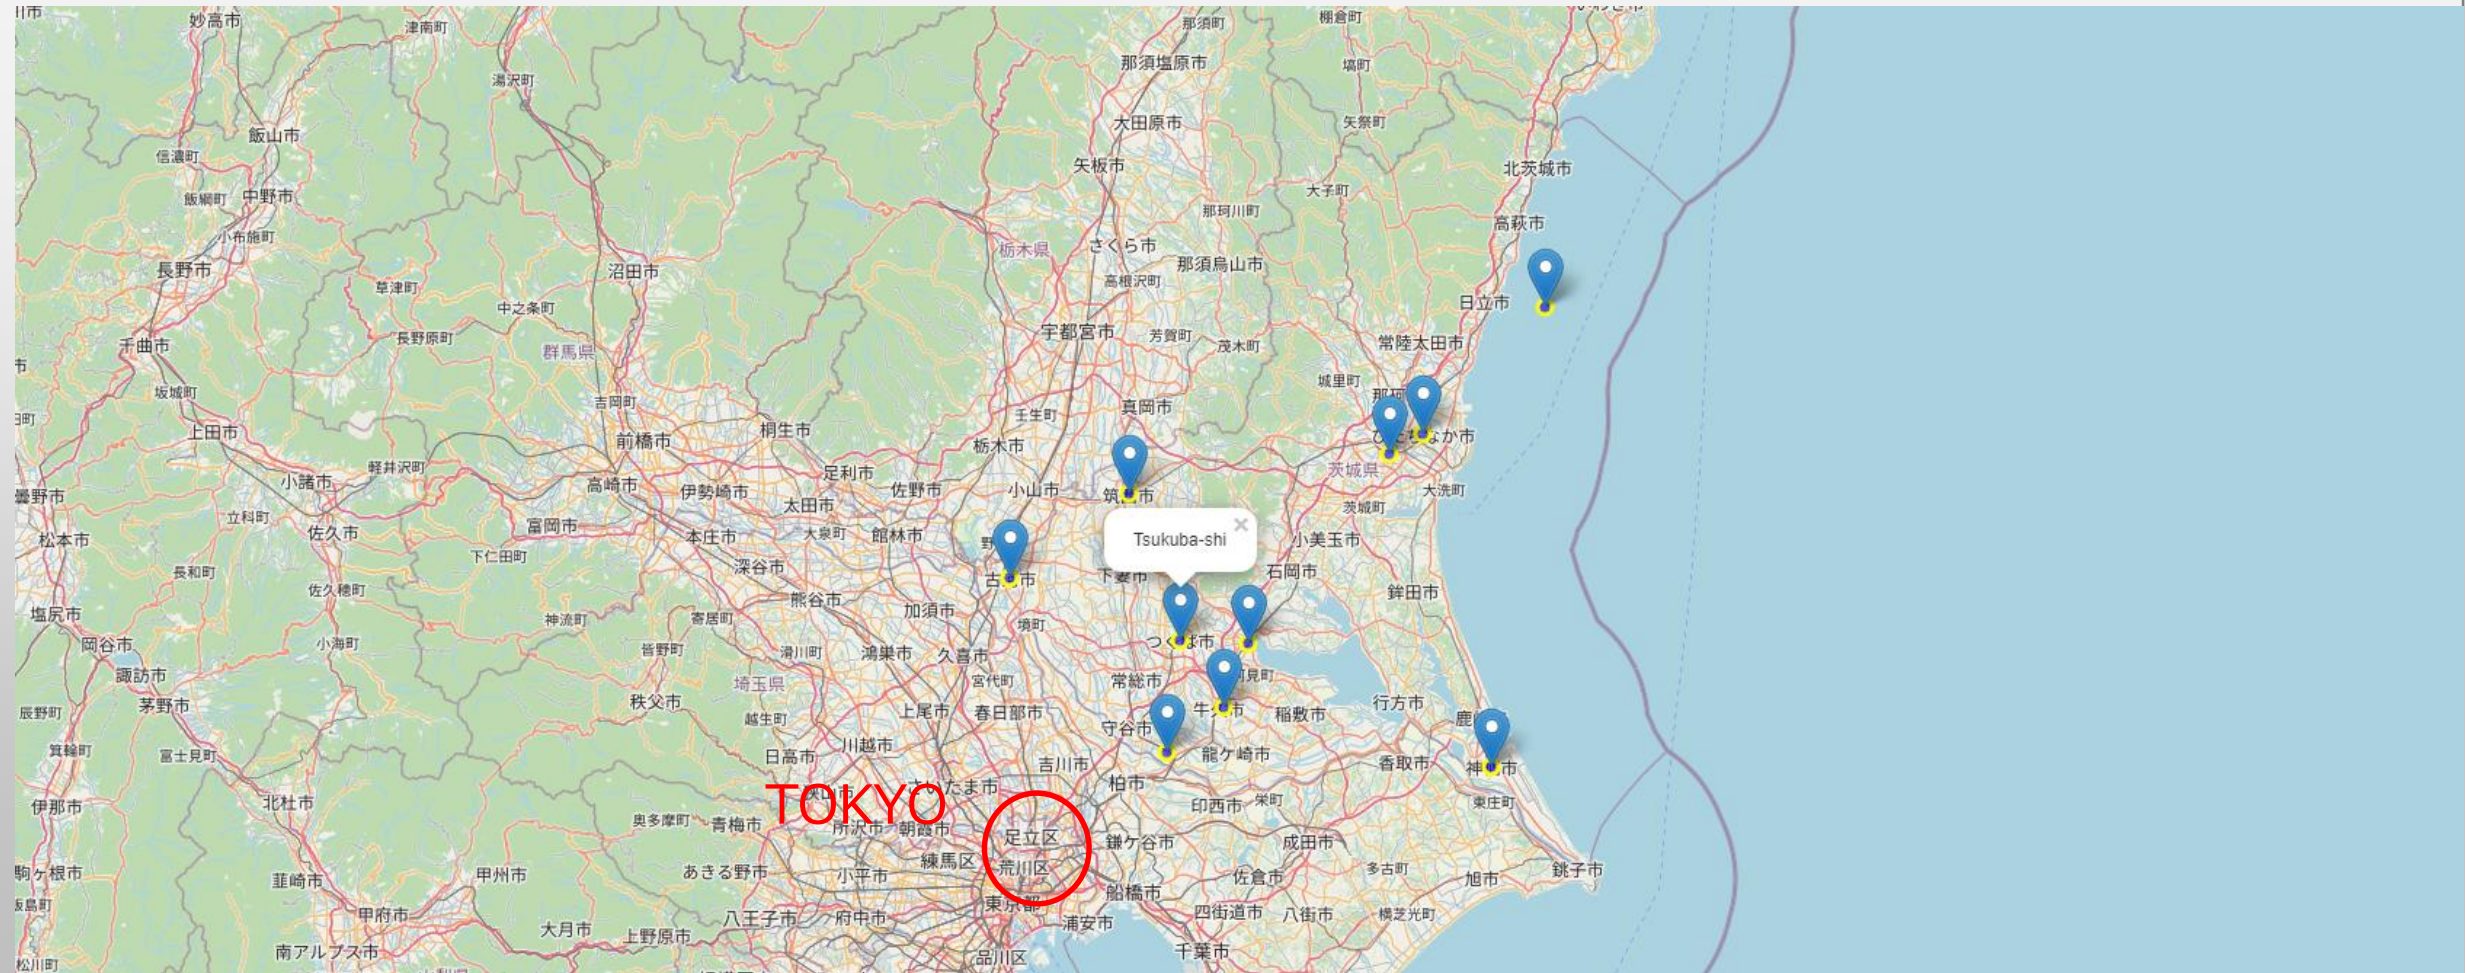 妙高市
津南町
那須町
棚倉町
湯沢町
那須塩原市
塙町
飯山市
信濃町
大田原市
矢祭町
矢板市
北茨城市
飯綱町
中野市
大子町
那珂川町
高萩市
小布施町
栃木県
さくら市
長野市
沼田市
那須烏山市
草津町
高根沢町
中之条町
日立市
宇都宮市
芳賀町
茂木町
千曲市
長野原町
群馬県
常陸太田市
坂城町
城里町
吉岡町
壬生町
真岡市
上田市
前橋市
桐生市
栃木市
なか市
軽井沢町
小諸市
高崎市
伊勢崎市
足利市
佐野市
小山市
茨城県
大洗町
太田市
立科町
佐久市
富岡市
本庄市
大泉町
館林市
茨城町
松本市
下仁田町
Tsukuba-shi
×
小美玉市
長和町
深谷市
下妻市
石岡市
佐久穂町
熊谷市
加須市
鉾田市
塩尻市
神流町
寄居町
境町
岡谷市
小海町
皆野町
滑川町
鴻巣市
久喜市
諏訪市
埼玉県
宮代町
常総市
茅野市
秩父市
行方市
辰野町
越生町
上尾市
春日部市
稲敷市
守谷市
箕輪町
富士見町
日高市
川越市
吉川市
龍ケ崎市
香取市
柏市
TOKYO
伊那市
北杜市
印西市
栄町
東庄町
奥多摩町
青梅市
所沢市
朝霞市
足立区
鎌ケ谷市
成田市
駒ヶ根市
韮崎市
甲州市
あきる野市
小平市
練馬区
荒川区
船橋市
佐倉市
多古町
旭市
銚子市
甲府市
大月市
上野原市
八王子市
府中市
東京都
浦安市
四街道市
八街市
横芝光町
南アルプス市
品川区
千葉市
松川町